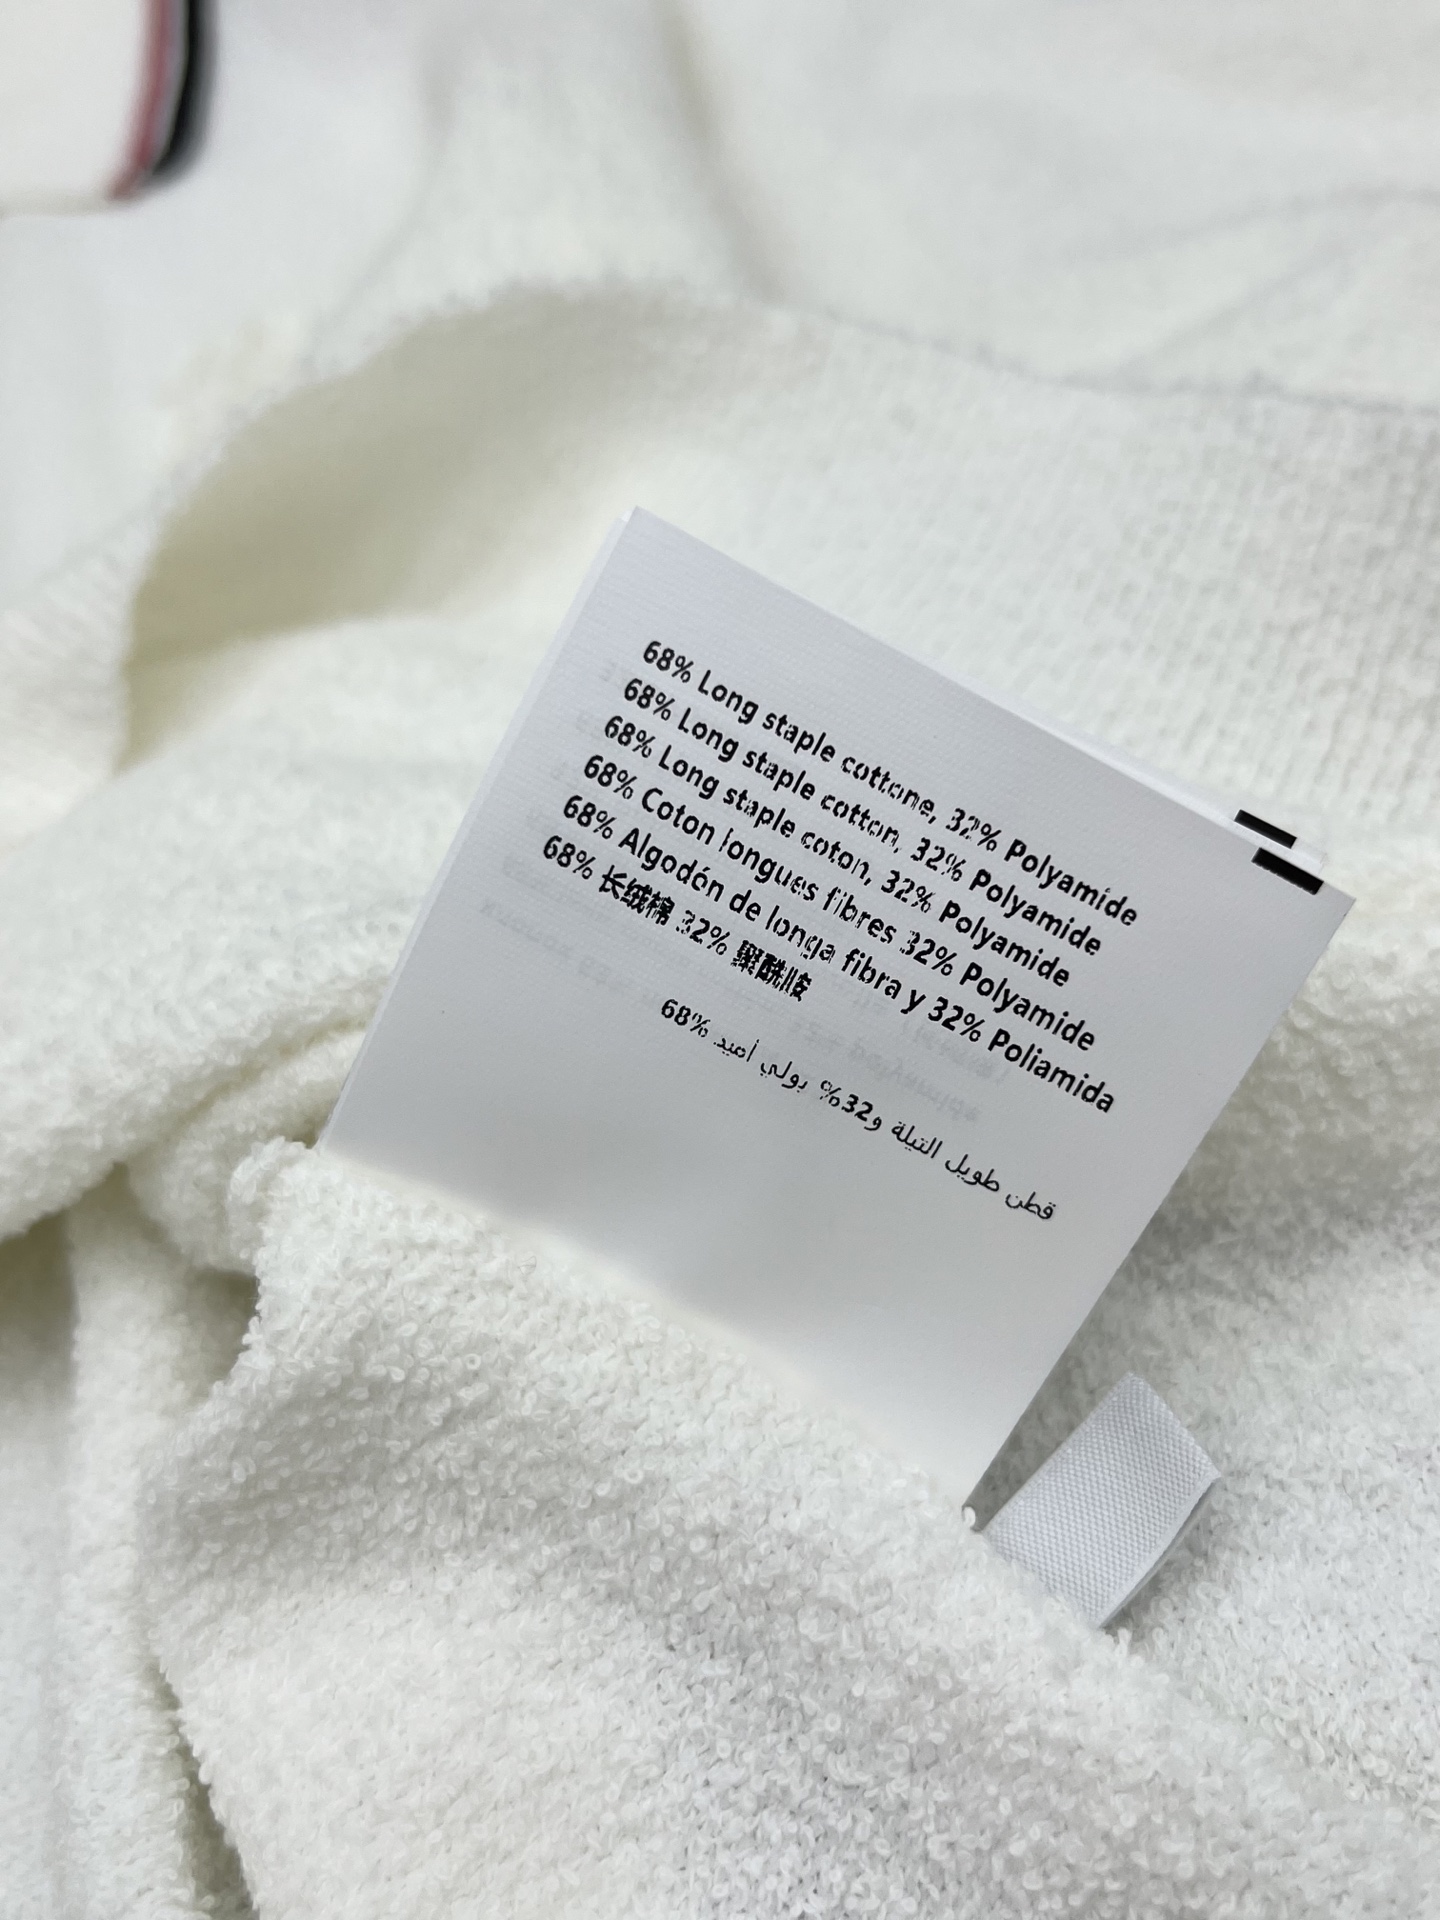 68% Long staple cottone, 32% Polyamide
68% Long staple cotton, 32% Polyamide
68% Long staple coton, 32% Polyamide
68% Coton longues fibres 32% Polyamide
68% Algodón de longa fibra y 32% Poliamida
68% 长绒棉 32% 聚酰胺
قطن طويل التيلة و32% بولي أميد 68%